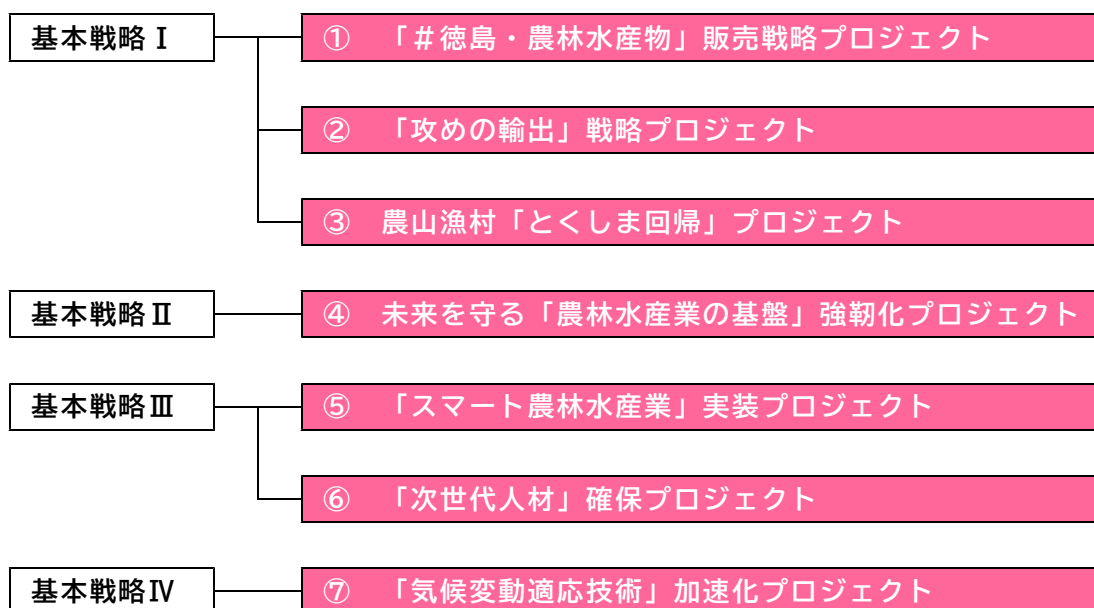 基本戦略Ⅰ
① 「＃徳島・農林水産物」販売戦略プロジェクト
② 「攻めの輸出」戦略プロジェクト
③ 農山漁村「とくしま回帰」プロジェクト
基本戦略Ⅱ
④ 未来を守る「農林水産業の基盤」強靭化プロジェクト
基本戦略Ⅲ
⑤ 「スマート農林水産業」実装プロジェクト
⑥ 「次世代人材」確保プロジェクト
基本戦略Ⅳ
⑦ 「気候変動適応技術」加速化プロジェクト